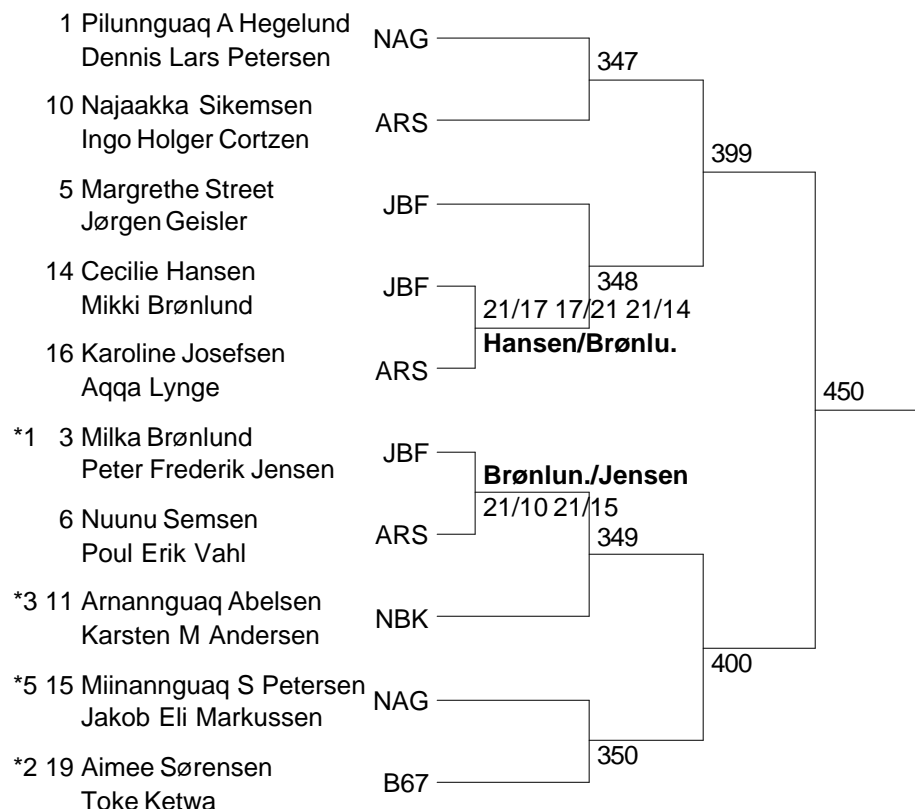 1 Pilunnguaq A Hegelund
Dennis Lars Petersen
NAG
347
10 Najaakka Sikemsen
Ingo Holger Cortzen
ARS
399
5 Margrethe Street
Jørgen Geisler
JBF
348
14 Cecilie Hansen
Mikki Brønlund
JBF
21/17 17/21 21/14
Hansen/Brønlu.
16 Karoline Josefsen
Aqqa Lynge
ARS
450
*1 3 Milka Brønlund
Peter Frederik Jensen
JBF
Brønlun./Jensen
21/10 21/15
6 Nuunu Semsen
Poul Erik Vahl
ARS
349
*3 11 Arnannguaq Abelsen
Karsten M Andersen
NBK
400
*5 15 Miinannguaq S Petersen
Jakob Eli Markussen
NAG
350
*2 19 Aimee Sørensen
Toke Ketwa
B67